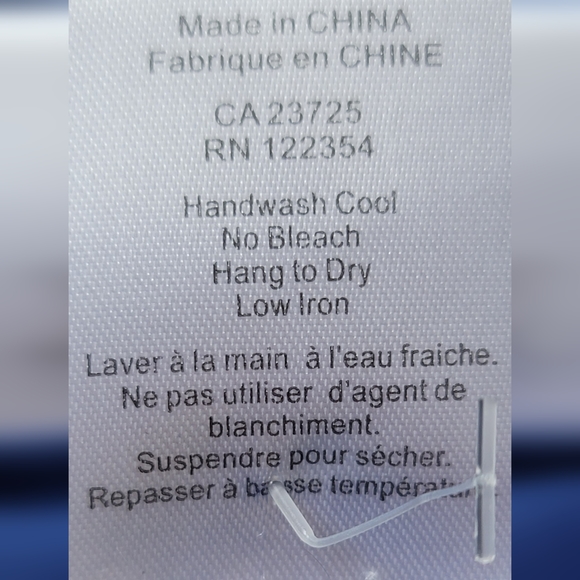 Made in CHINA
Fabrique en CHINE
CA 23725
RN 122354
Handwash Cool
No Bleach
Hang to Dry
Low Iron
Laver à la main à l'eau fraiche.
Ne pas utiliser d'agent de
blanchiment.
Suspendre pour sécher.
Repasser à basse température.